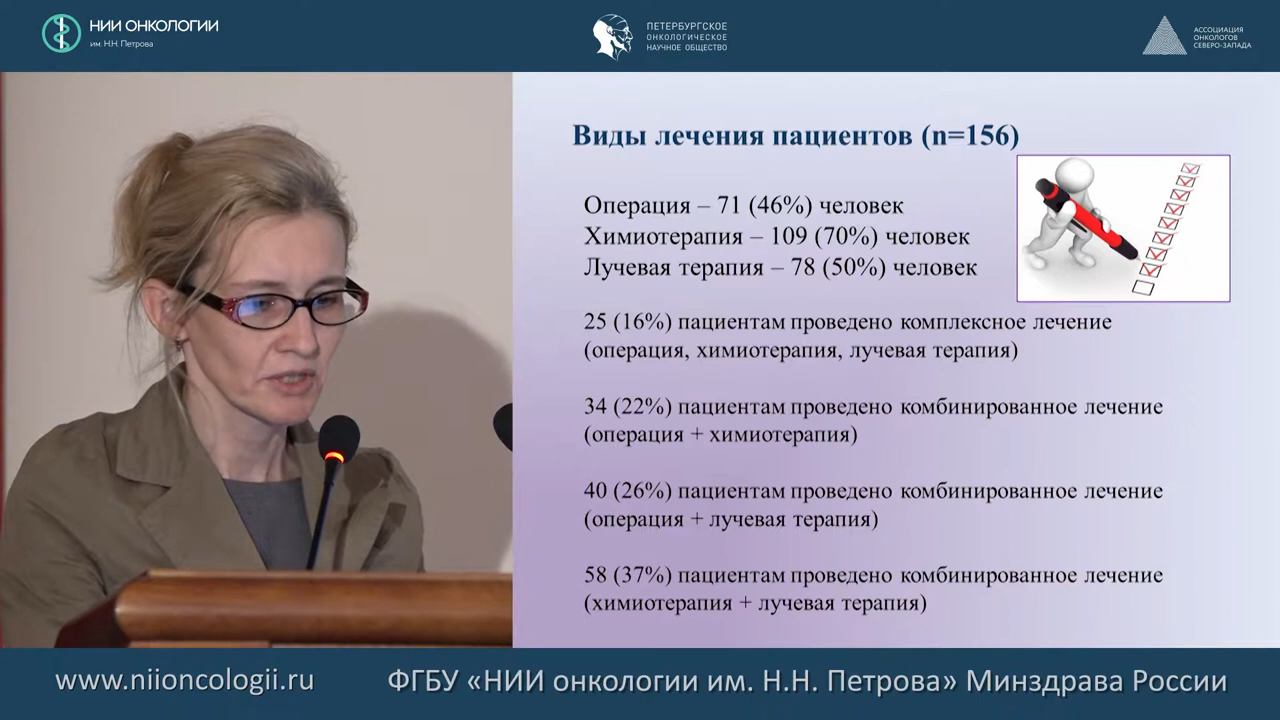 НИИ ОНКОЛОГИИ
им. Н.Н. Петрова
ПЕТЕРБУРГСКОЕ
ОНКОЛОГИЧЕСКОЕ
НАУЧНОЕ ОБЩЕСТВО
АССОЦИАЦИЯ
ОНКОЛОГОВ
СЕВЕРО-ЗАПАДА
Виды лечения пациентов (n=156)
Операция – 71 (46%) человек
Химиотерапия – 109 (70%) человек
Лучевая терапия – 78 (50%) человек
25 (16%) пациентам проведено комплексное лечение
(операция, химиотерапия, лучевая терапия)
34 (22%) пациентам проведено комбинированное лечение
(операция + химиотерапия)
40 (26%) пациентам проведено комбинированное лечение
(операция + лучевая терапия)
58 (37%) пациентам проведено комбинированное лечение
(химиотерапия + лучевая терапия)
www.niioncologii.ru
ФГБУ «НИИ онкологии им. Н.Н. Петрова» Минздрава России